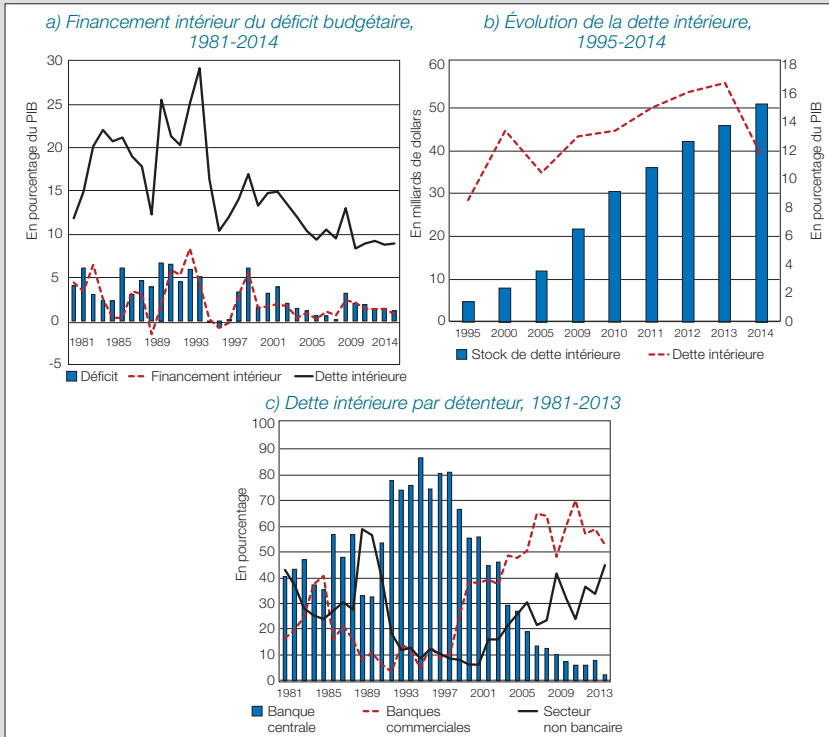 a) Financement intérieur du déficit budgétaire,
1981-2014
En pourcentage du PIB
30
25
20
15
10
5
0
-5
1981 1985 1989 1993 1997 2001 2005 2009 2014
Déficit Financement intérieur Dette intérieure
b) Évolution de la dette intérieure,
1995-2014
En milliards de dollars
60
50
40
30
20
10
0
18
16
14
12
10
8
6
4
2
0
En pourcentage du PIB
1995 2000 2005 2009 2010 2011 2012 2013 2014
Stock de dette intérieure Dette intérieure
c) Dette intérieure par détenteur, 1981-2013
En pourcentage
100
90
80
70
60
50
40
30
20
10
0
1981 1985 1989 1993 1997 2001 2005 2009 2013
Banque centrale
Banques commerciales
Secteur non bancaire